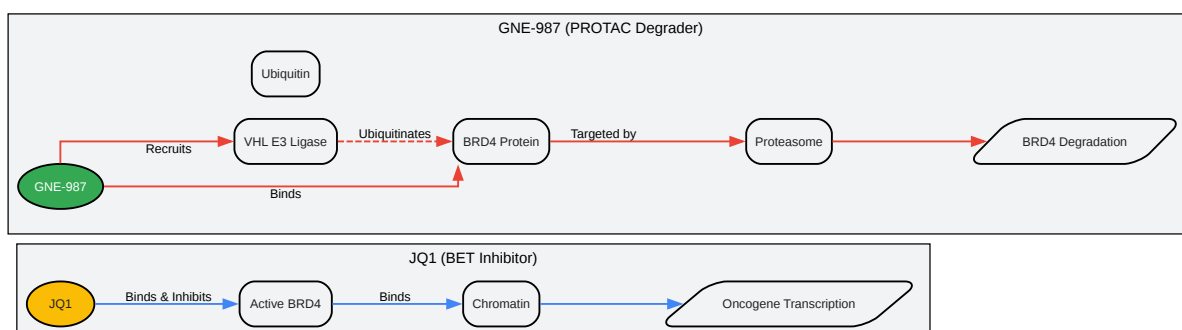 GNE-987 (PROTAC Degrader)
Ubiquitin
VHL E3 Ligase
Ubiquitinates
BRD4 Protein
Targeted by
Proteasome
BRD4 Degradation
Recruits
GNE-987
Binds
JQ1 (BET Inhibitor)
JQ1
Binds & Inhibits
Active BRD4
Binds
Chromatin
Oncogene Transcription